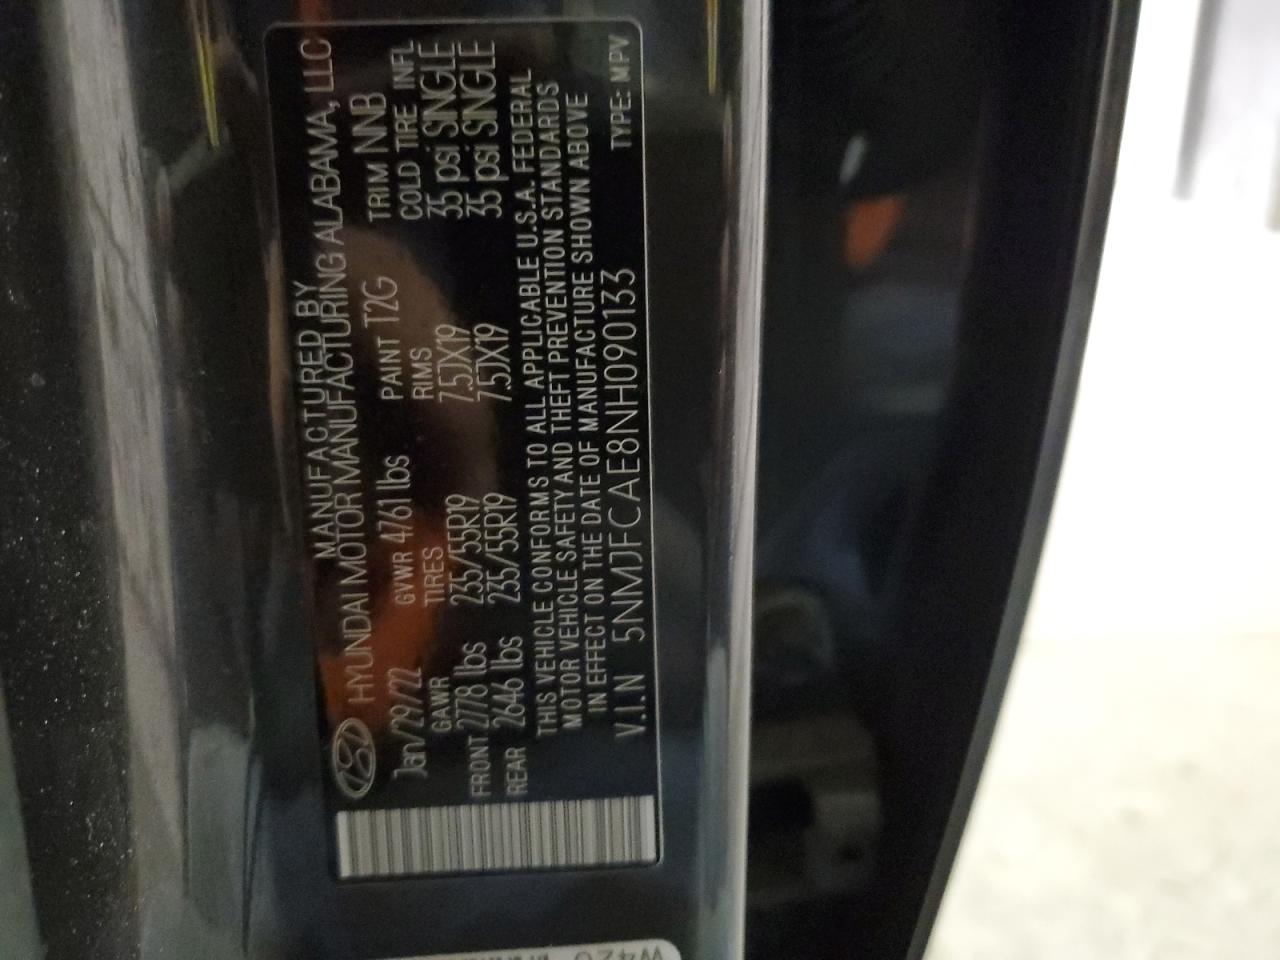 MANUFACTURED BY
HYUNDAI MOTOR MANUFACTURING ALABAMA, LLC
Jan/29/22 GVWR 4761 lbs PAINT T2G TRIM NNB
GAWR TIRES RIMS COLD TIRE INFL
FRONT 2778 lbs 235/55R19 7.5JX19 35 psi SINGLE
REAR 2646 lbs 235/55R19 7.5JX19 35 psi SINGLE
THIS VEHICLE CONFORMS TO ALL APPLICABLE U.S.A. FEDERAL
MOTOR VEHICLE SAFETY AND THEFT PREVENTION STANDARDS
IN EFFECT ON THE DATE OF MANUFACTURE SHOWN ABOVE
V.I.N 5NMJFCAE8NH090133 TYPE: MPV
W420